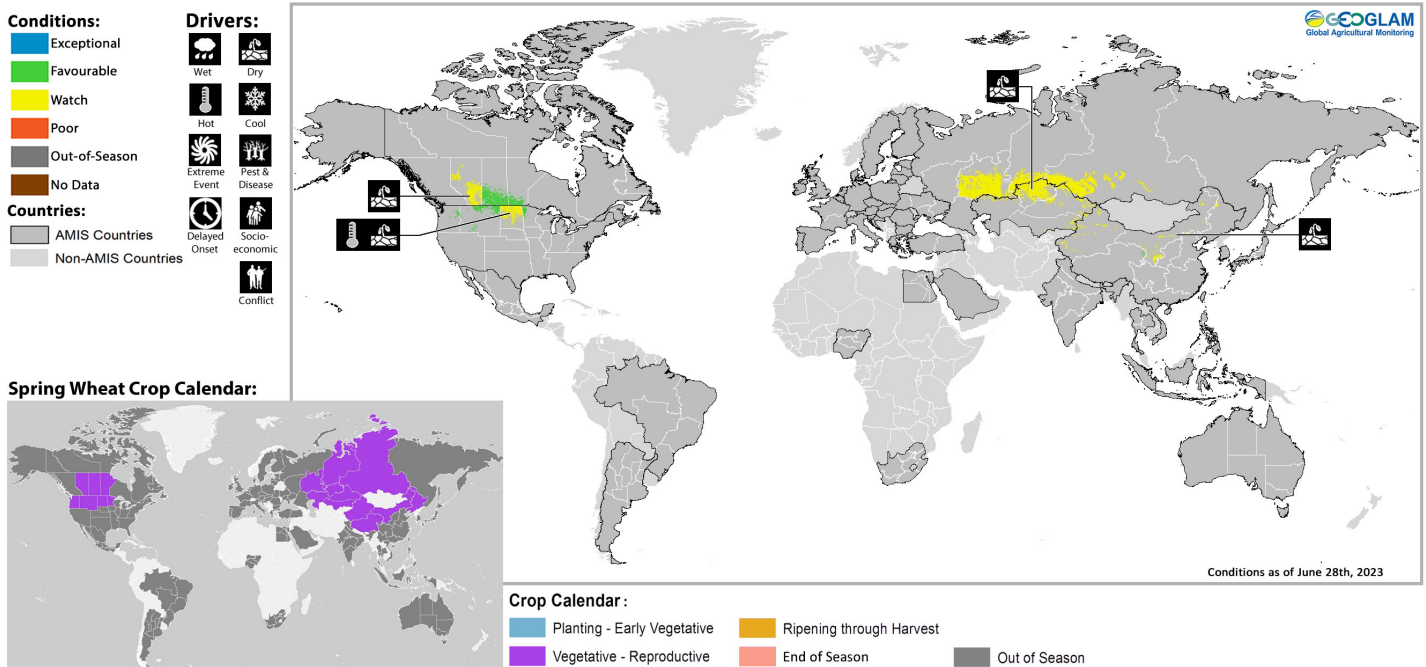 Conditions:
Exceptional
Favourable
Watch
Poor
Out-of-Season
No Data
Countries:
AMIS Countries
Non-AMIS Countries
Drivers:
Wet
Dry
Hot
Cool
Extreme
Event
Pest &
Disease
Delayed
Onset
Socio-
economic
Conflict
GEOGLAM
Global Agricultural Monitoring
Conditions as of June 28th, 2023
Spring Wheat Crop Calendar:
Crop Calendar :
Planting - Early Vegetative
Ripening through Harvest
Vegetative - Reproductive
End of Season
Out of Season